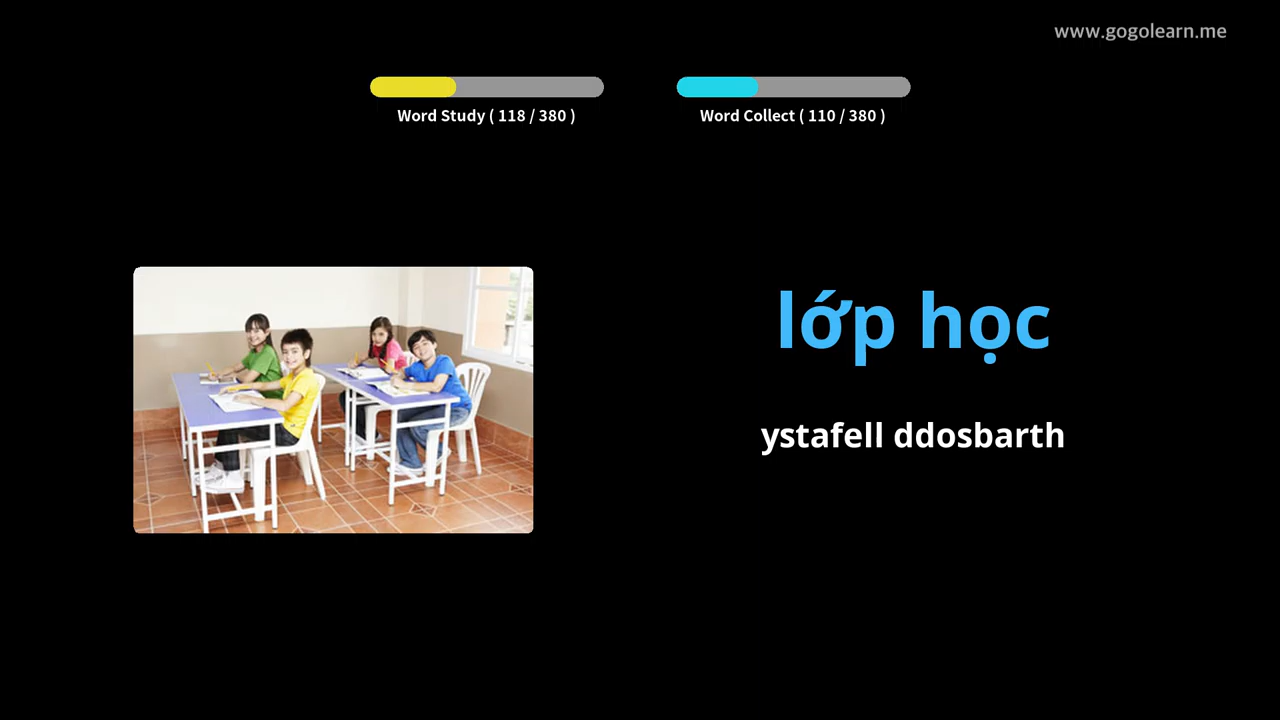 www.gogolearn.me
Word Study ( 118 / 380 )
Word Collect ( 110 / 380 )
lớp học
ystafell ddosbarth